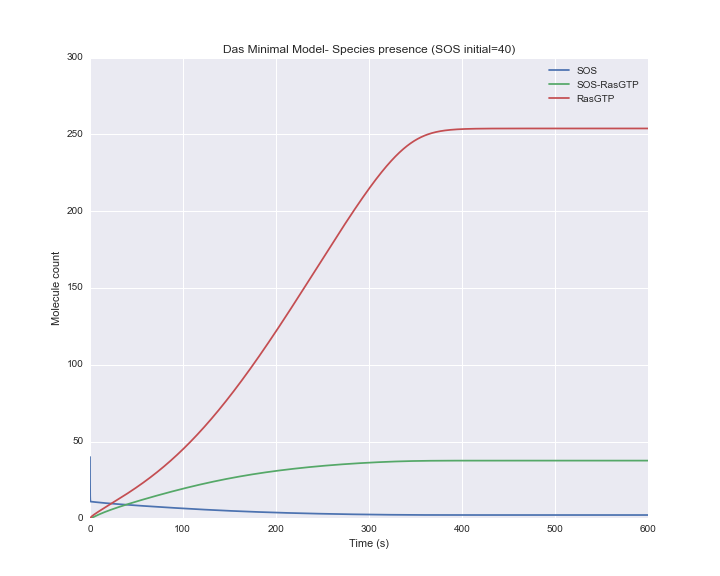 Das Minimal Model- Species presence (SOS initial=40)
300
SOS
SOS-RasGTP
RasGTP
250
200
Molecule count
150
100
50
0
0 100 200 300 400 500 600
Time (s)